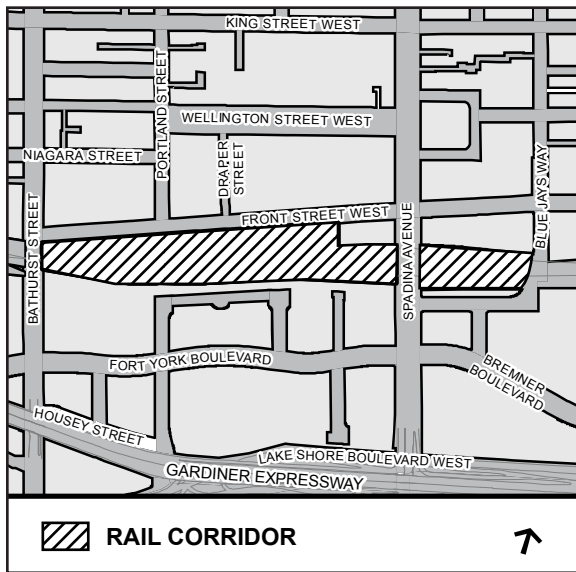 KING STREET WEST
PORTLAND STREET
WELLINGTON STREET WEST
NIAGARA STREET
DRAPER
STREET
BLUE JAYS WAY
FRONT STREET WEST
BATHURST STREET
SPADINA AVENUE
FORT YORK BOULEVARD
BREMNER
BOULEVARD
HOUSEY STREET
LAKE SHORE BOULEVARD WEST
GARDINER EXPRESSWAY
RAIL CORRIDOR